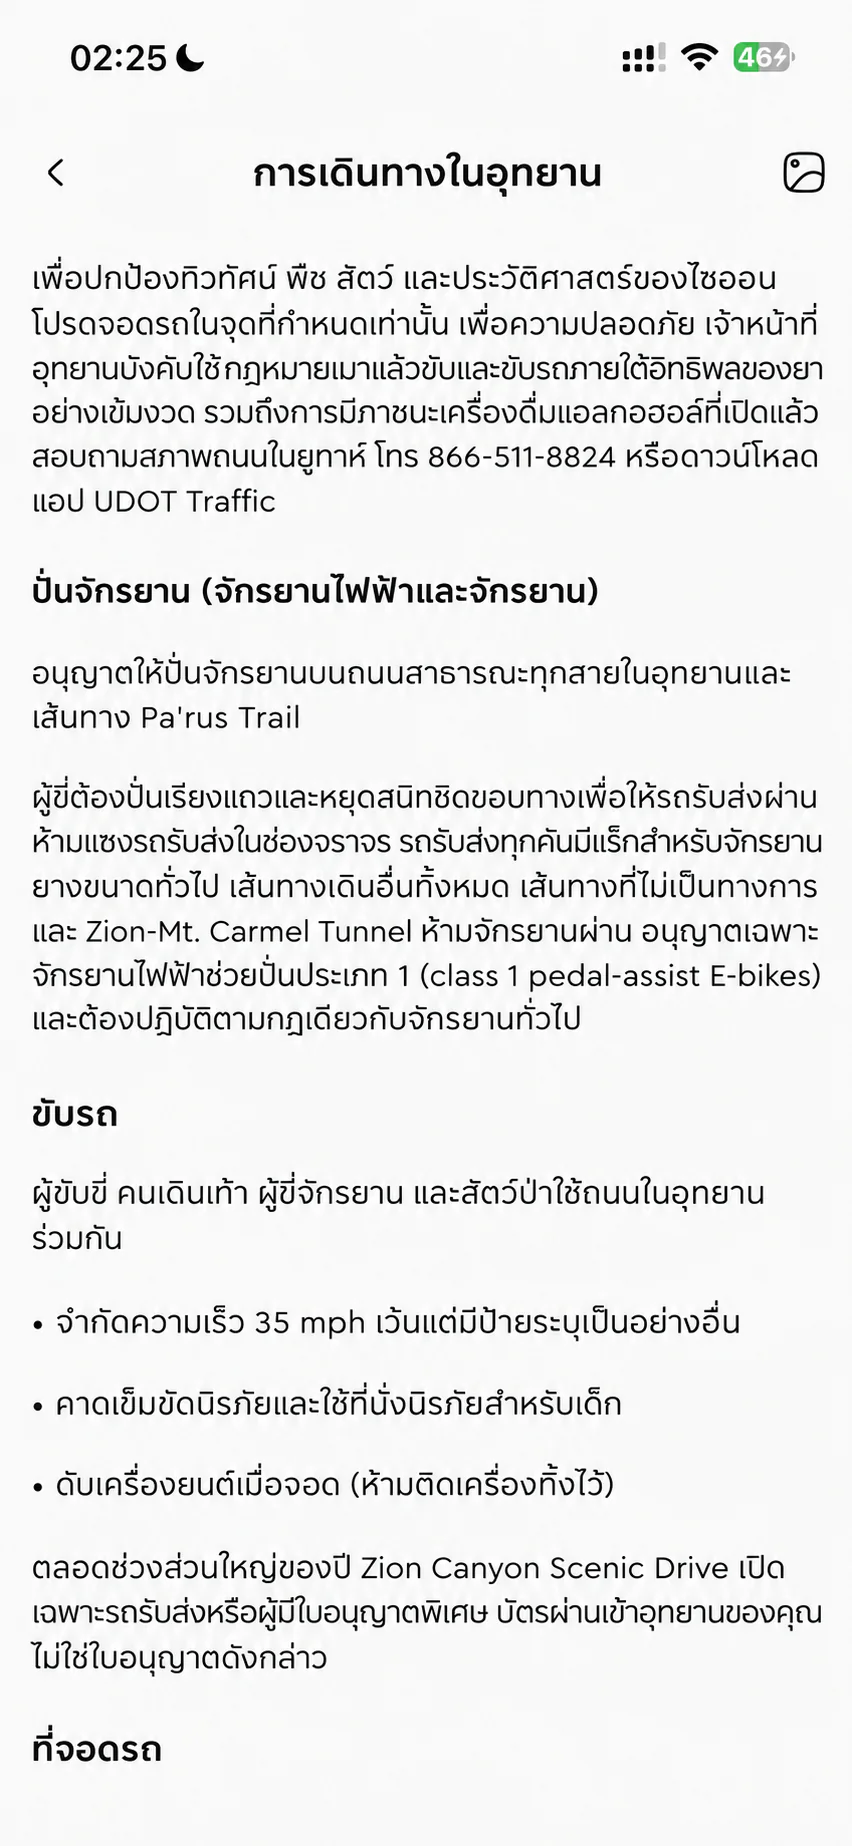 02:25
46
การเดินทางในอุทยาน
เพื่อปกป้องทิวทัศน์ พืช สัตว์ และประวัติศาสตร์ของไซออน
โปรดจอดรถในจุดที่กำหนดเท่านั้น เพื่อความปลอดภัย เจ้าหน้าที่
อุทยานบังคับใช้กฎหมายเมาแล้วขับและขับรถภายใต้อิทธิพลของยา
อย่างเข้มงวด รวมถึงการมีภาชนะเครื่องดื่มแอลกอฮอล์ที่เปิดแล้ว
สอบถามสภาพถนนในยูทาห์ โทร 866-511-8824 หรือดาวน์โหลด
แอป UDOT Traffic
ปั่นจักรยาน (จักรยานไฟฟ้าและจักรยาน)
อนุญาตให้ปั่นจักรยานบนถนนสาธารณะทุกสายในอุทยานและ
เส้นทาง Pa'rus Trail
ผู้ขี่ต้องปั่นเรียงแถวและหยุดสนิทชิดขอบทางเพื่อให้รถรับส่งผ่าน
ห้ามแซงรถรับส่งในช่องจราจร รถรับส่งทุกคันมีแร็กสำหรับจักรยาน
ยางขนาดทั่วไป เส้นทางเดินอื่นทั้งหมด เส้นทางที่ไม่เป็นทางการ
และ Zion-Mt. Carmel Tunnel ห้ามจักรยานผ่าน อนุญาตเฉพาะ
จักรยานไฟฟ้าช่วยปั่นประเภท 1 (class 1 pedal-assist E-bikes)
และต้องปฏิบัติตามกฎเดียวกับจักรยานทั่วไป
ขับรถ
ผู้ขับขี่ คนเดินเท้า ผู้ขี่จักรยาน และสัตว์ป่าใช้ถนนในอุทยาน
ร่วมกัน
• จำกัดความเร็ว 35 mph เว้นแต่มีป้ายระบุเป็นอย่างอื่น
• คาดเข็มขัดนิรภัยและใช้ที่นั่งนิรภัยสำหรับเด็ก
• ดับเครื่องยนต์เมื่อจอด (ห้ามติดเครื่องทิ้งไว้)
ตลอดช่วงส่วนใหญ่ของปี Zion Canyon Scenic Drive เปิด
เฉพาะรถรับส่งหรือผู้มีใบอนุญาตพิเศษ บัตรผ่านเข้าอุทยานของคุณ
ไม่ใช่ใบอนุญาตดังกล่าว
ที่จอดรถ